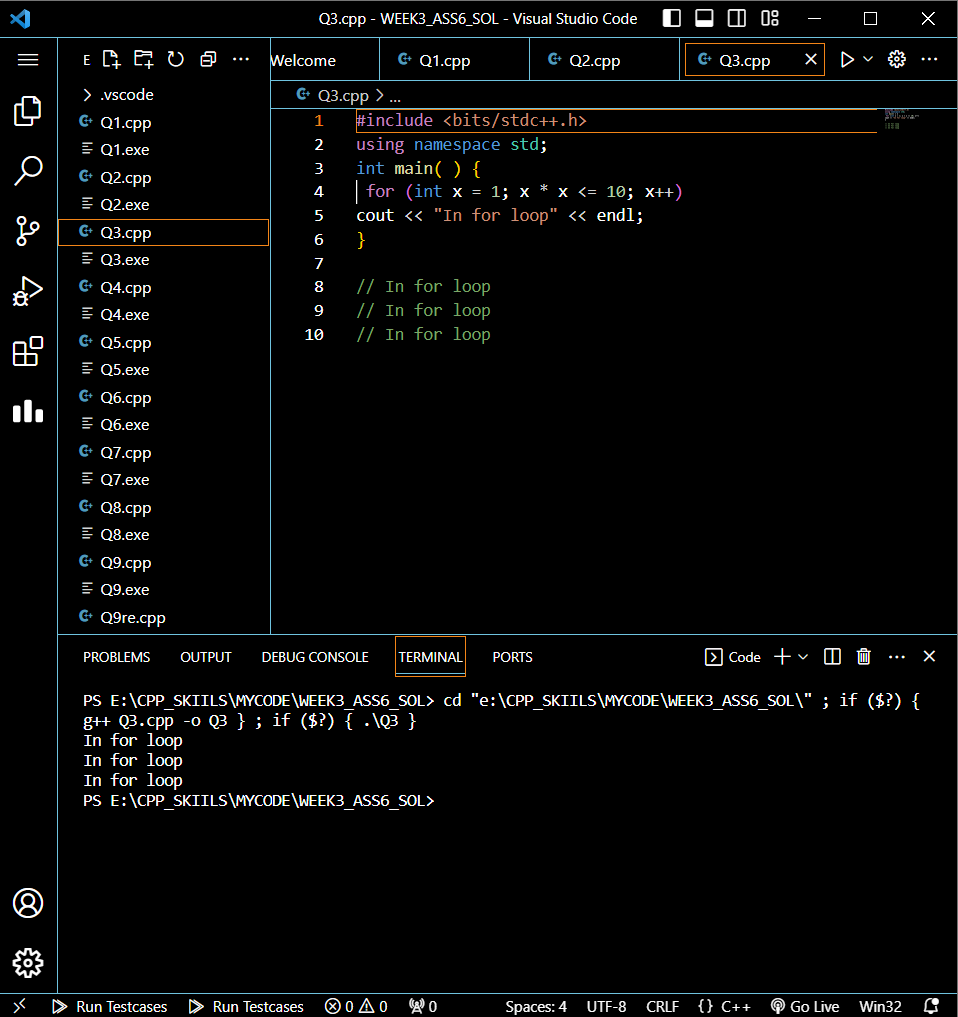 Q3.cpp - WEEK3_ASS6_SOL - Visual Studio Code
E
Welcome
Q1.cpp
Q2.cpp
Q3.cpp
.vscode
Q1.cpp
Q1.exe
Q2.cpp
Q2.exe
Q3.cpp
Q3.exe
Q4.cpp
Q4.exe
Q5.cpp
Q5.exe
Q6.cpp
Q6.exe
Q7.cpp
Q7.exe
Q8.cpp
Q8.exe
Q9.cpp
Q9.exe
Q9re.cpp
Q3.cpp > ...
1 #include <bits/stdc++.h>
2 using namespace std;
3 int main( ) {
4 for (int x = 1; x * x <= 10; x++)
5 cout << "In for loop" << endl;
6 }
7
8 // In for loop
9 // In for loop
10 // In for loop
PROBLEMS OUTPUT DEBUG CONSOLE TERMINAL PORTS Code
PS E:\CPP_SKIILS\MYCODE\WEEK3_ASS6_SOL> cd "e:\CPP_SKIILS\MYCODE\WEEK3_ASS6_SOL\" ; if ($?) {
g++ Q3.cpp -o Q3 } ; if ($?) { .\Q3 }
In for loop
In for loop
In for loop
PS E:\CPP_SKIILS\MYCODE\WEEK3_ASS6_SOL>
Run Testcases Run Testcases 0 0 0 Spaces: 4 UTF-8 CRLF {} C++ Go Live Win32